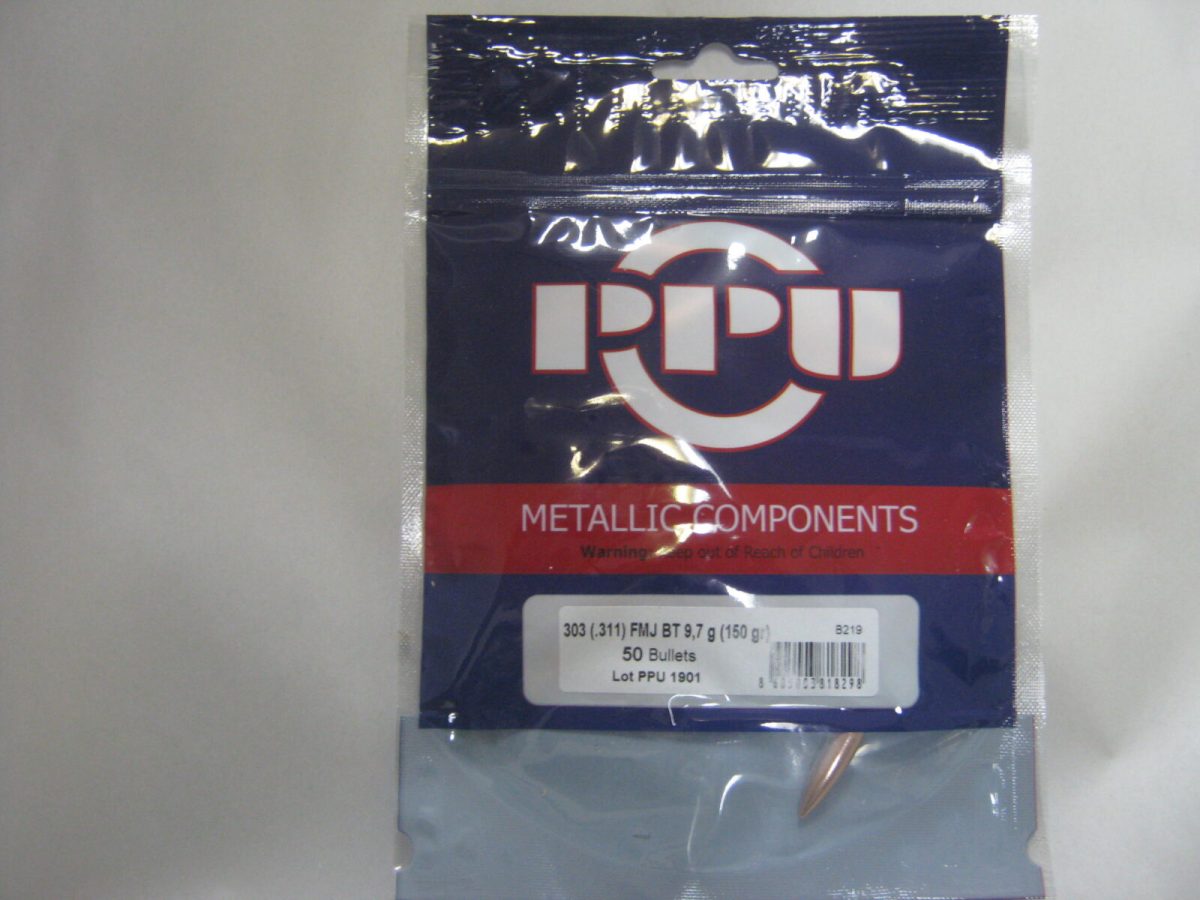 PPU
METALLIC COMPONENTS
Warning: Keep out of Reach of Children
303 (.311) FMJ BT 9,7 g (150 gr)
B219
50 Bullets
Lot PPU 1901